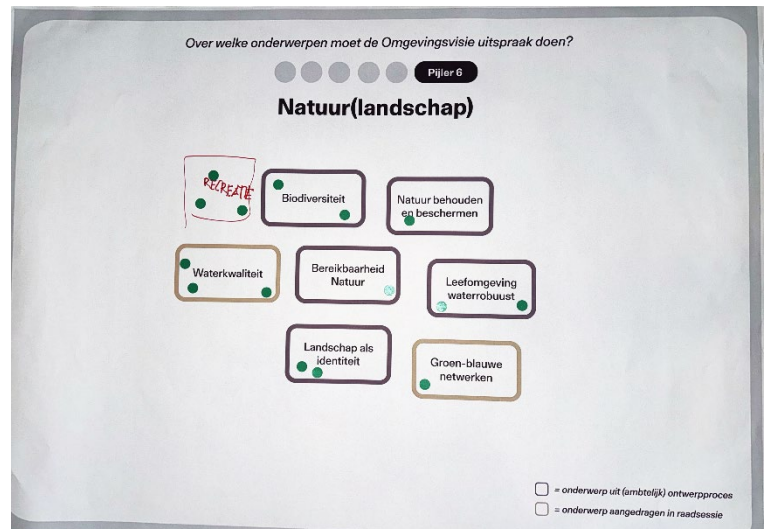 Over welke onderwerpen moet de Omgevingsvisie uitspraak doen?
Pijler 6
Natuur(landschap)
RECREATIE
Biodiversiteit
Natuur behouden
en beschermen
Waterkwaliteit
Bereikbaarheid
Natuur
Leefomgeving
waterrobuust
Landschap als
identiteit
Groen-blauwe
netwerken
= onderwerp uit (ambtelijk) ontwerpproces
= onderwerp aangedragen in raadsessie